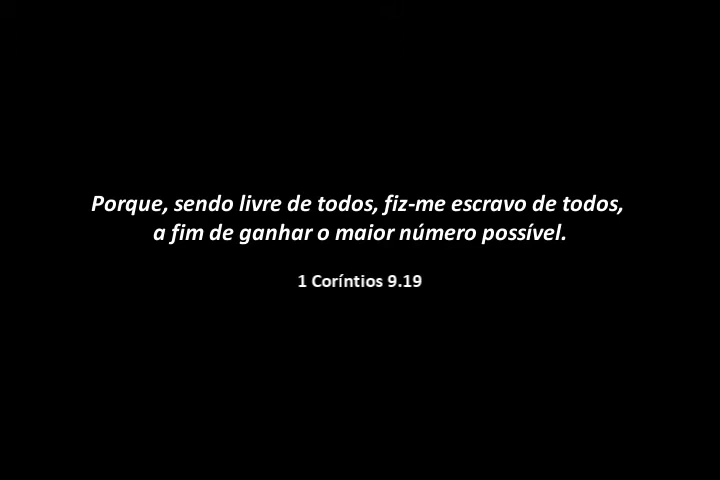 Porque, sendo livre de todos, fiz-me escravo de todos,
a fim de ganhar o maior número possível.
1 Coríntios 9.19